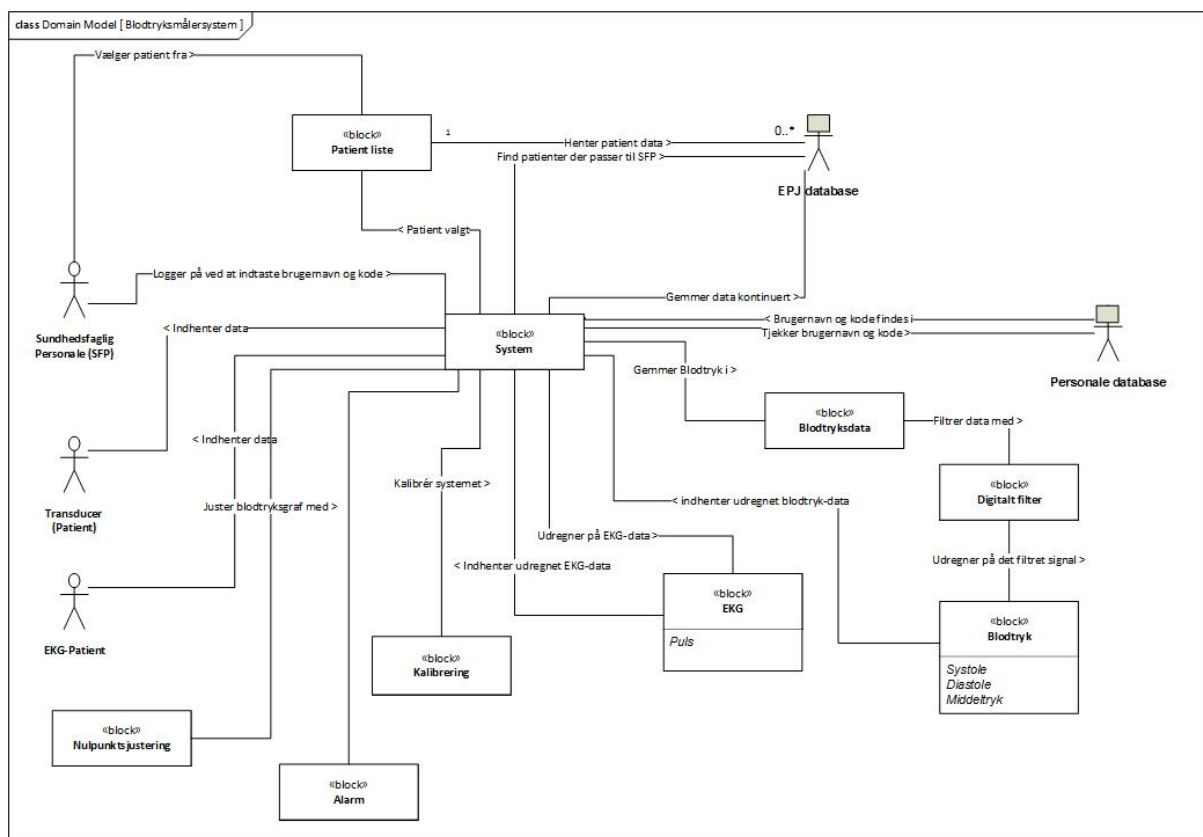 class Domain Model [ Blodtryksmålersystem ]
Vælger patient fra >
«block»
Patient liste
1
0..*
Henter patient data >
Find patienter der passer til SFP >
EPJ database
< Patient valgt
Logger på ved at indtaste brugernavn og kode >
Gemmer data kontinuert >
Sundhedsfaglig
Personale (SFP)
< Indhenter data
«block»
System
< Brugernavn og kode findes i
Tjekker brugernavn og kode >
Personale database
Gemmer Blodtryk i >
«block»
Blodtryksdata
Filtrer data med >
< Indhenter data
Transducer
(Patient)
Juster blodtryksgraf med >
Kalibrér systemet >
< indhenter udregnet blodtryk-data
«block»
Digitalt filter
Udregner på EKG-data >
< Indhenter udregnet EKG-data
Udregner på det filtret signal >
EKG-Patient
«block»
EKG
Puls
«block»
Blodtryk
Systole
Diastole
Middeltryk
«block»
Kalibrering
«block»
Nulpunktsjustering
«block»
Alarm